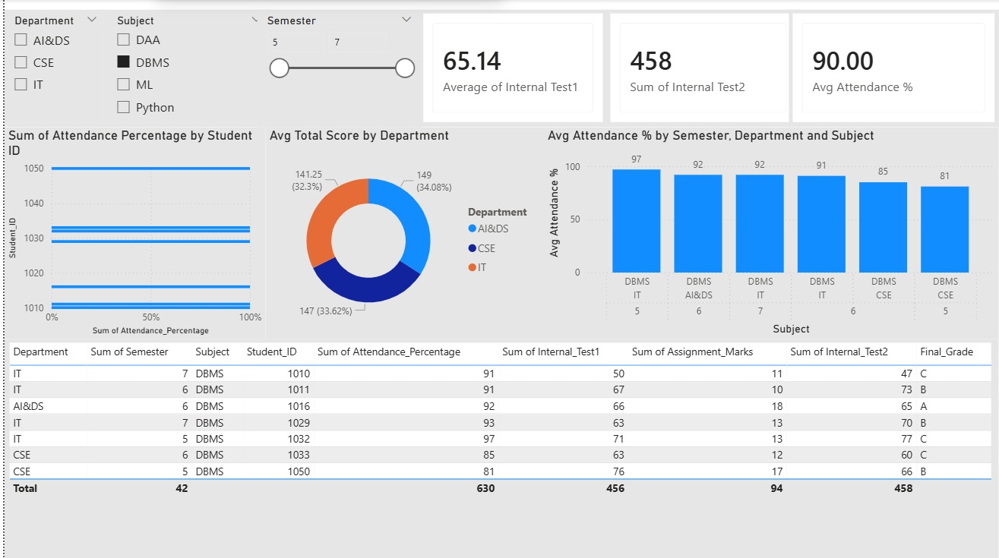 Department
AI&DS
CSE
IT
Subject
DAA
DBMS
ML
Python
Semester
5 7
65.14
Average of Internal Test1
458
Sum of Internal Test2
90.00
Avg Attendance %
Sum of Attendance Percentage by Student
ID
1050
1040
1030
1020
1010
Student_ID
0% 50% 100%
Sum of Attendance_Percentage
Avg Total Score by Department
141.25
(32.3%)
149
(34.08%)
147 (33.62%)
Department
AI&DS
CSE
IT
Avg Attendance % by Semester, Department and Subject
Avg Attendance %
100
50
0
97 92 92 91 85 81
DBMS DBMS DBMS DBMS DBMS DBMS
IT AI&DS IT IT CSE CSE
5 6 7 6 5
Subject
Department Sum of Semester Subject Student_ID Sum of Attendance_Percentage Sum of Internal_Test1 Sum of Assignment_Marks Sum of Internal_Test2 Final_Grade
IT 7 DBMS 1010 91 50 11 47 C
IT 6 DBMS 1011 91 67 10 73 B
AI&DS 6 DBMS 1016 92 66 18 65 A
IT 7 DBMS 1029 93 63 13 70 B
IT 5 DBMS 1032 97 71 13 77 C
CSE 6 DBMS 1033 85 63 12 60 C
CSE 5 DBMS 1050 81 76 17 66 B
Total 42 630 456 94 458